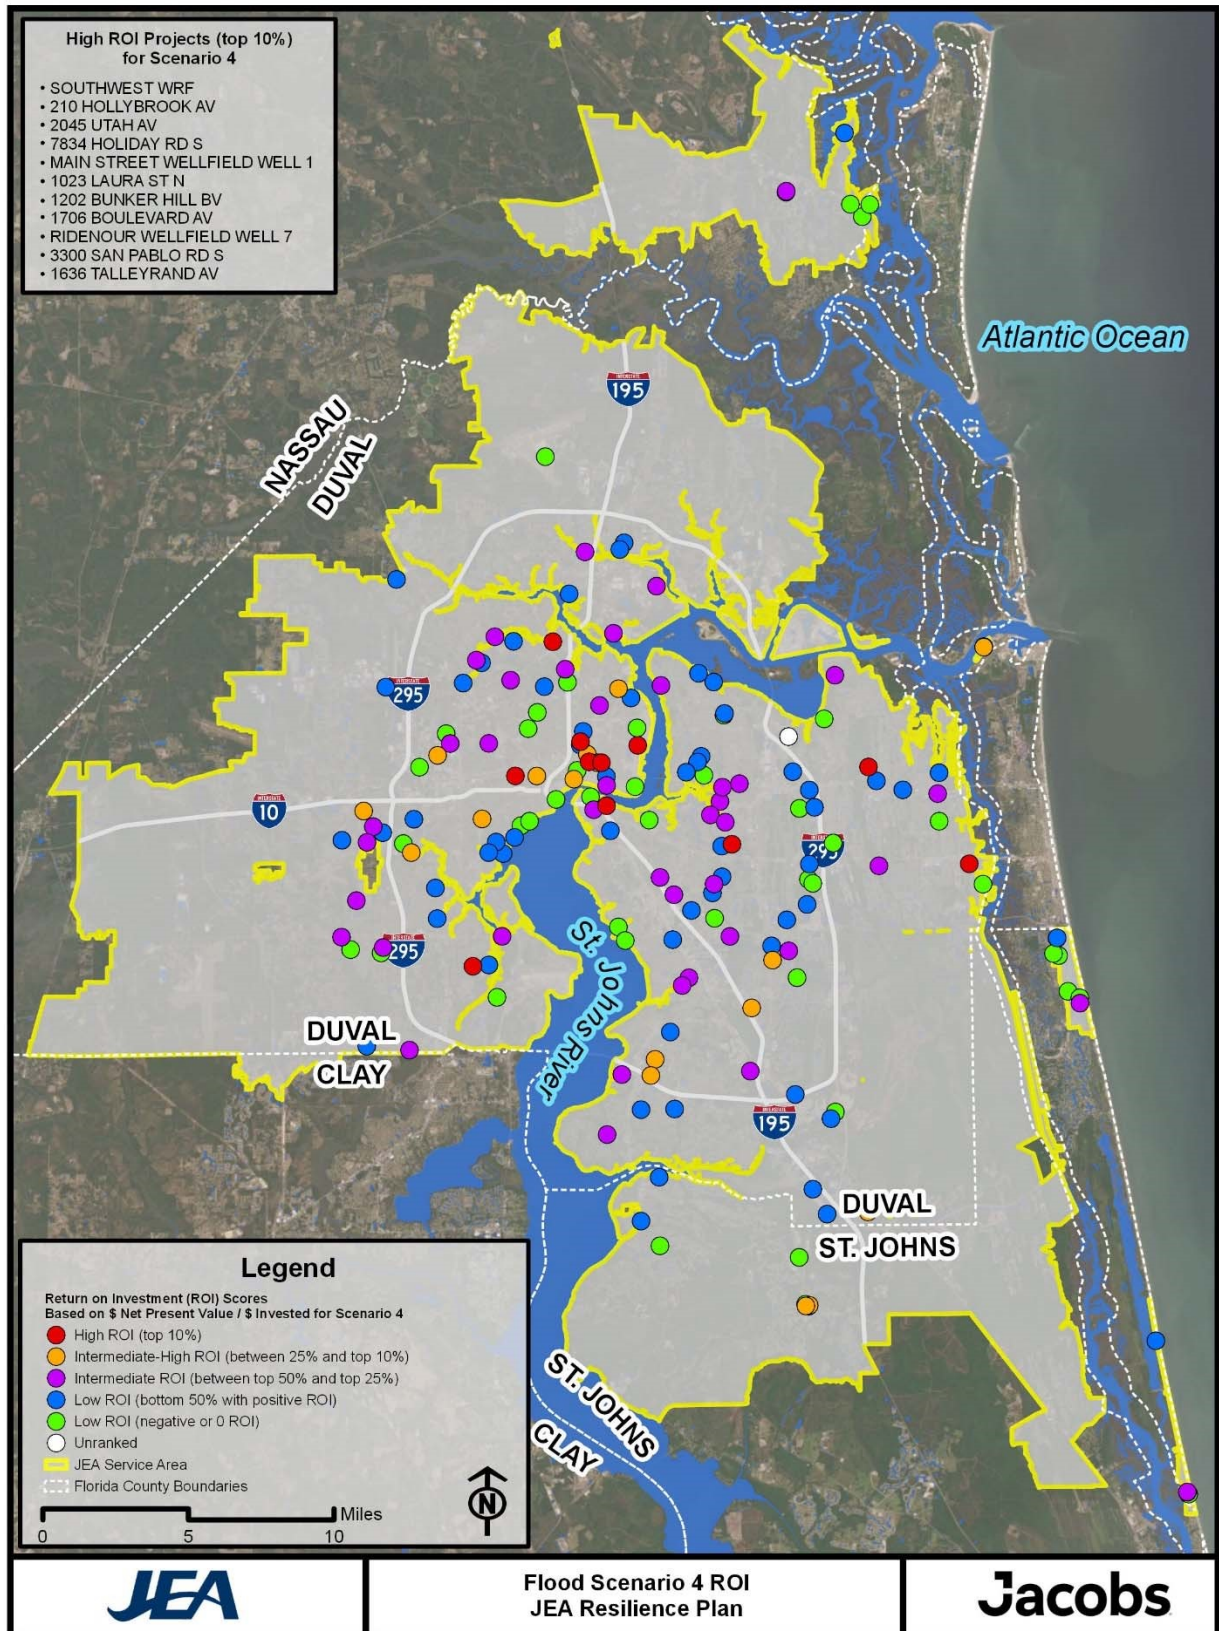 High ROI Projects (top 10%)
for Scenario 4
• SOUTHWEST WRF
• 210 HOLLYBROOK AV
• 2045 UTAH AV
• 7834 HOLIDAY RD S
• MAIN STREET WELLFIELD WELL 1
• 1023 LAURA ST N
• 1202 BUNKER HILL BV
• 1706 BOULEVARD AV
• RIDENOUR WELLFIELD WELL 7
• 3300 SAN PABLO RD S
• 1636 TALLEYRAND AV
Atlantic Ocean
INTERSTATE
195
NASSAU
DUVAL
INTERSTATE
295
INTERSTATE
10
INTERSTATE
295
INTERSTATE
295
St. Johns River
DUVAL
CLAY
INTERSTATE
195
DUVAL
ST. JOHNS
ST. JOHNS
CLAY
Legend
Return on Investment (ROI) Scores
Based on $ Net Present Value / $ Invested for Scenario 4
High ROI (top 10%)
Intermediate-High ROI (between 25% and top 10%)
Intermediate ROI (between top 50% and top 25%)
Low ROI (bottom 50% with positive ROI)
Low ROI (negative or 0 ROI)
Unranked
JEA Service Area
Florida County Boundaries
Miles
0 5 10
N
JEA
Flood Scenario 4 ROI
JEA Resilience Plan
Jacobs